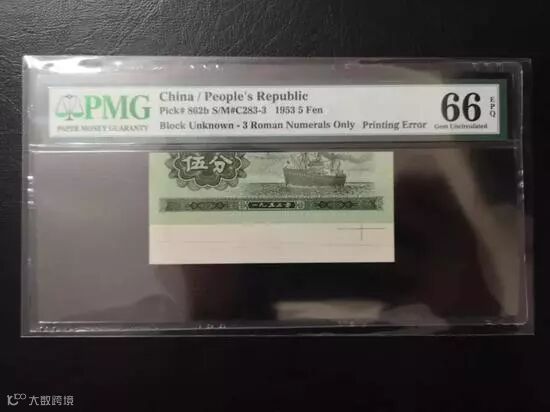 PMG
PAPER MONEY GUARANTY
China / People's Republic
Pick# 862b S/M#C283-3 1953 5 Fen
Block Unknown - 3 Roman Numerals Only Printing Error
66
EPQ
Gem Uncirculated
伍分
一九五三年
大数跨境